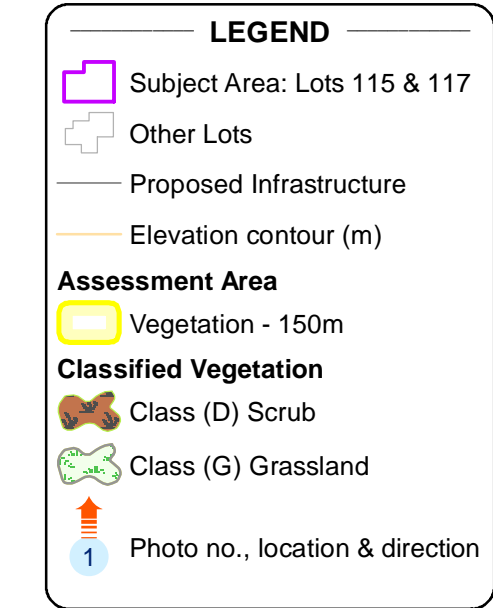 LEGEND
Subject Area: Lots 115 & 117
Other Lots
Proposed Infrastructure
Elevation contour (m)
Assessment Area
Vegetation - 150m
Classified Vegetation
Class (D) Scrub
Class (G) Grassland
1 Photo no., location & direction